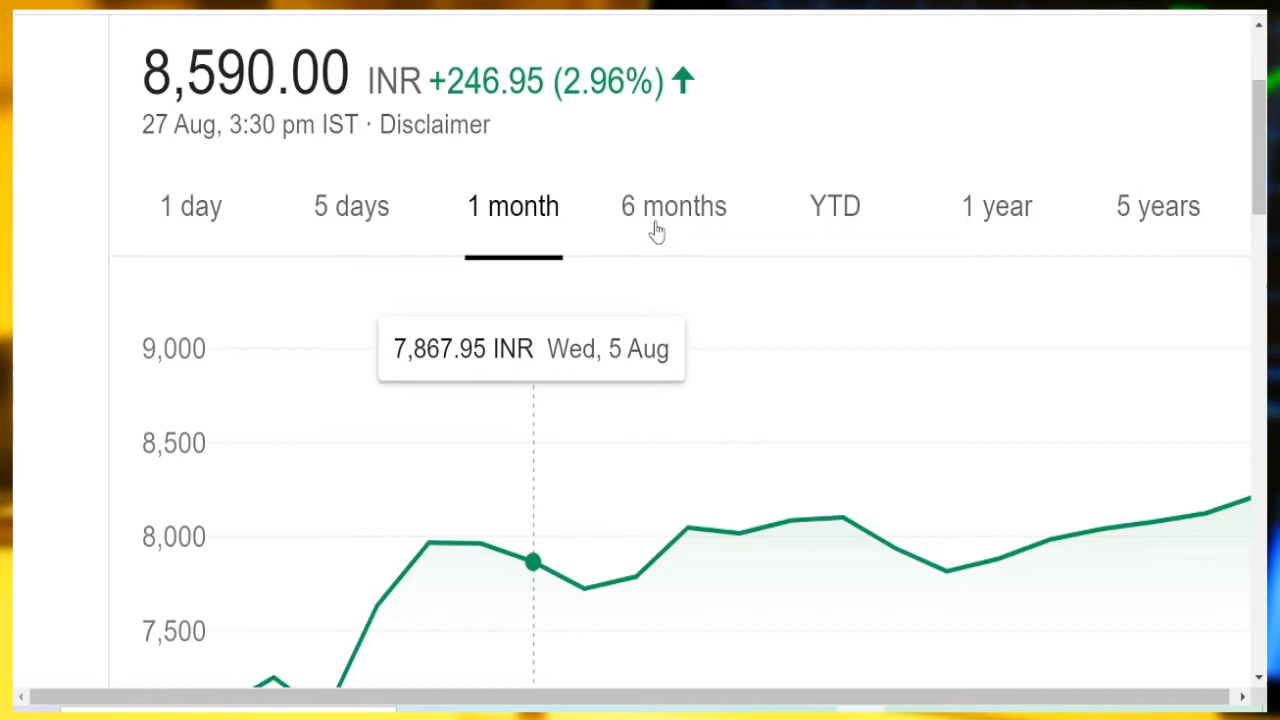 8,590.00 INR +246.95 (2.96%)
27 Aug, 3:30 pm IST · Disclaimer
1 day 5 days 1 month 6 months YTD 1 year 5 years
7,867.95 INR Wed, 5 Aug
9,000
8,500
8,000
7,500